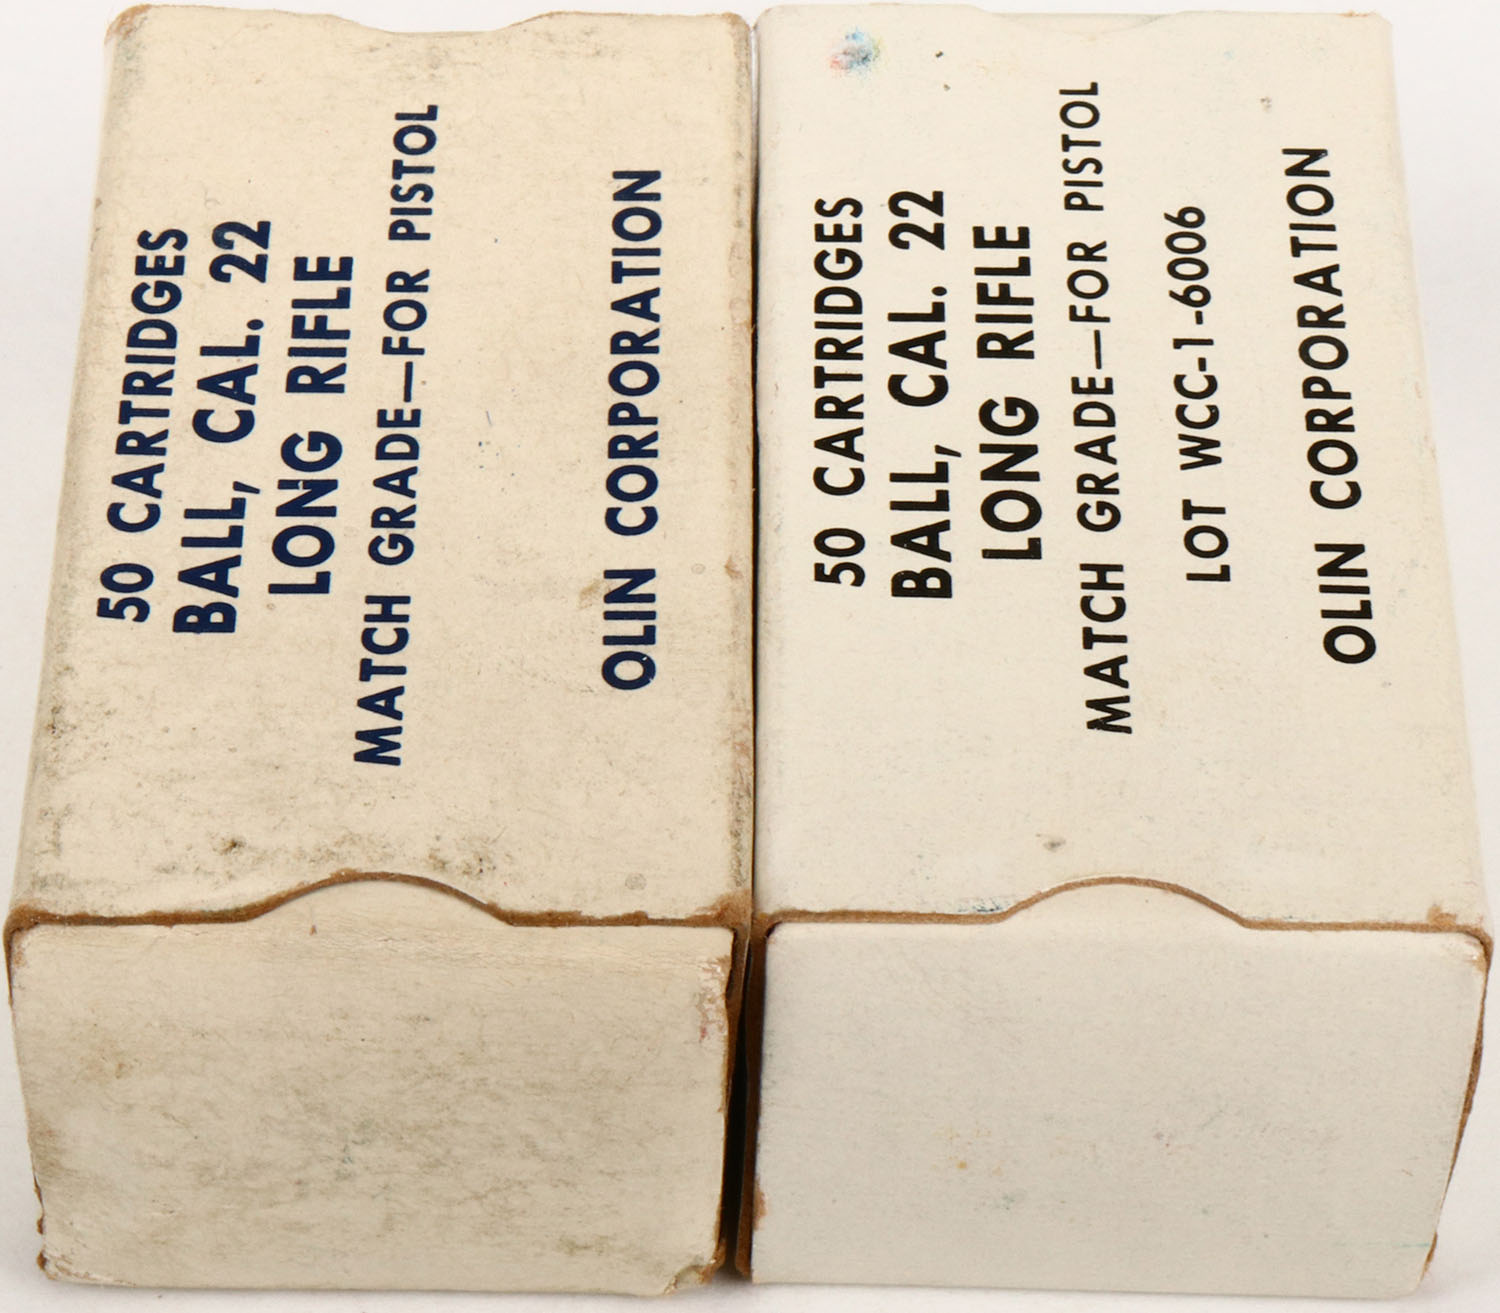 50 CARTRIDGES
BALL, CAL. 22
LONG RIFLE
MATCH GRADE—FOR PISTOL
OLIN CORPORATION
50 CARTRIDGES
BALL, CAL. 22
LONG RIFLE
MATCH GRADE—FOR PISTOL
LOT WCC-1-6006
OLIN CORPORATION